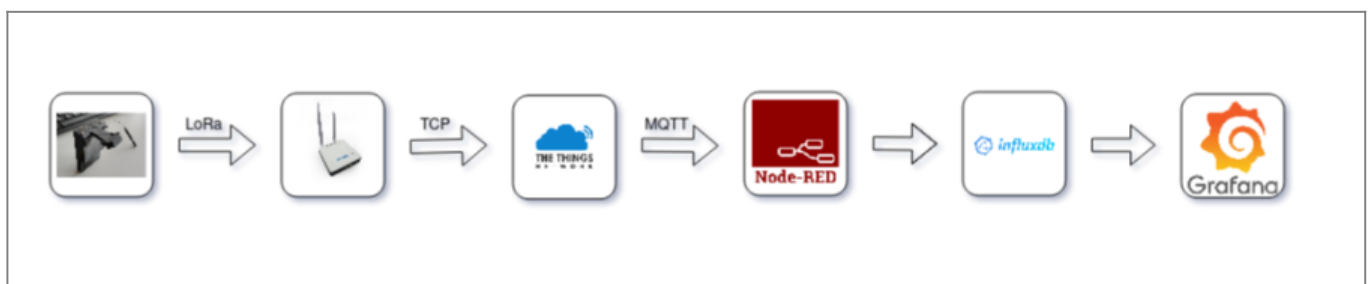 LoRa
TCP
THE THINGS
MQTT
Node-RED
influxdb
Grafana